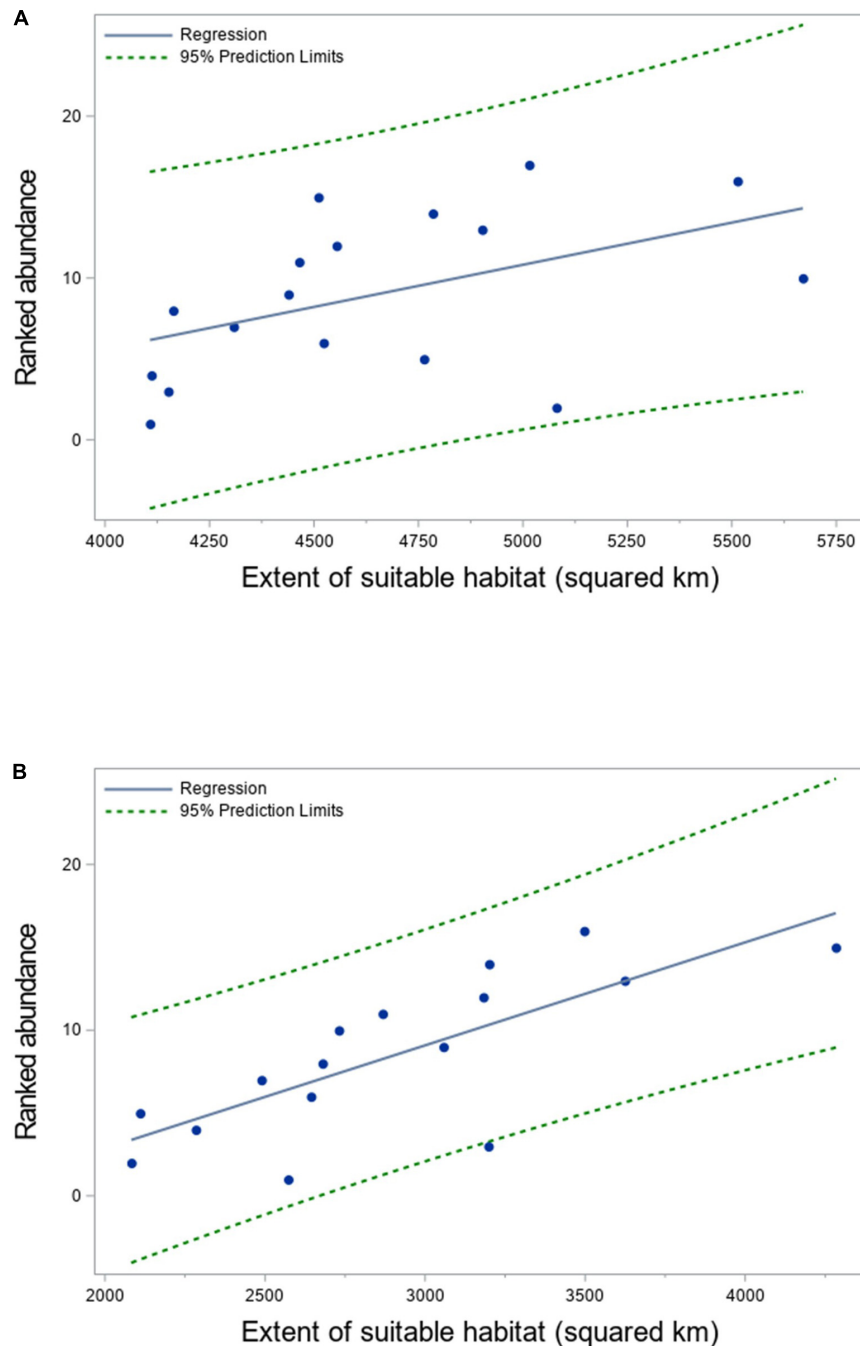 A
Regression
95% Prediction Limits
20
10
0
Ranked abundance
4000 4250 4500 4750 5000 5250 5500 5750
Extent of suitable habitat (squared km)
B
Regression
95% Prediction Limits
20
10
0
Ranked abundance
2000 2500 3000 3500 4000
Extent of suitable habitat (squared km)